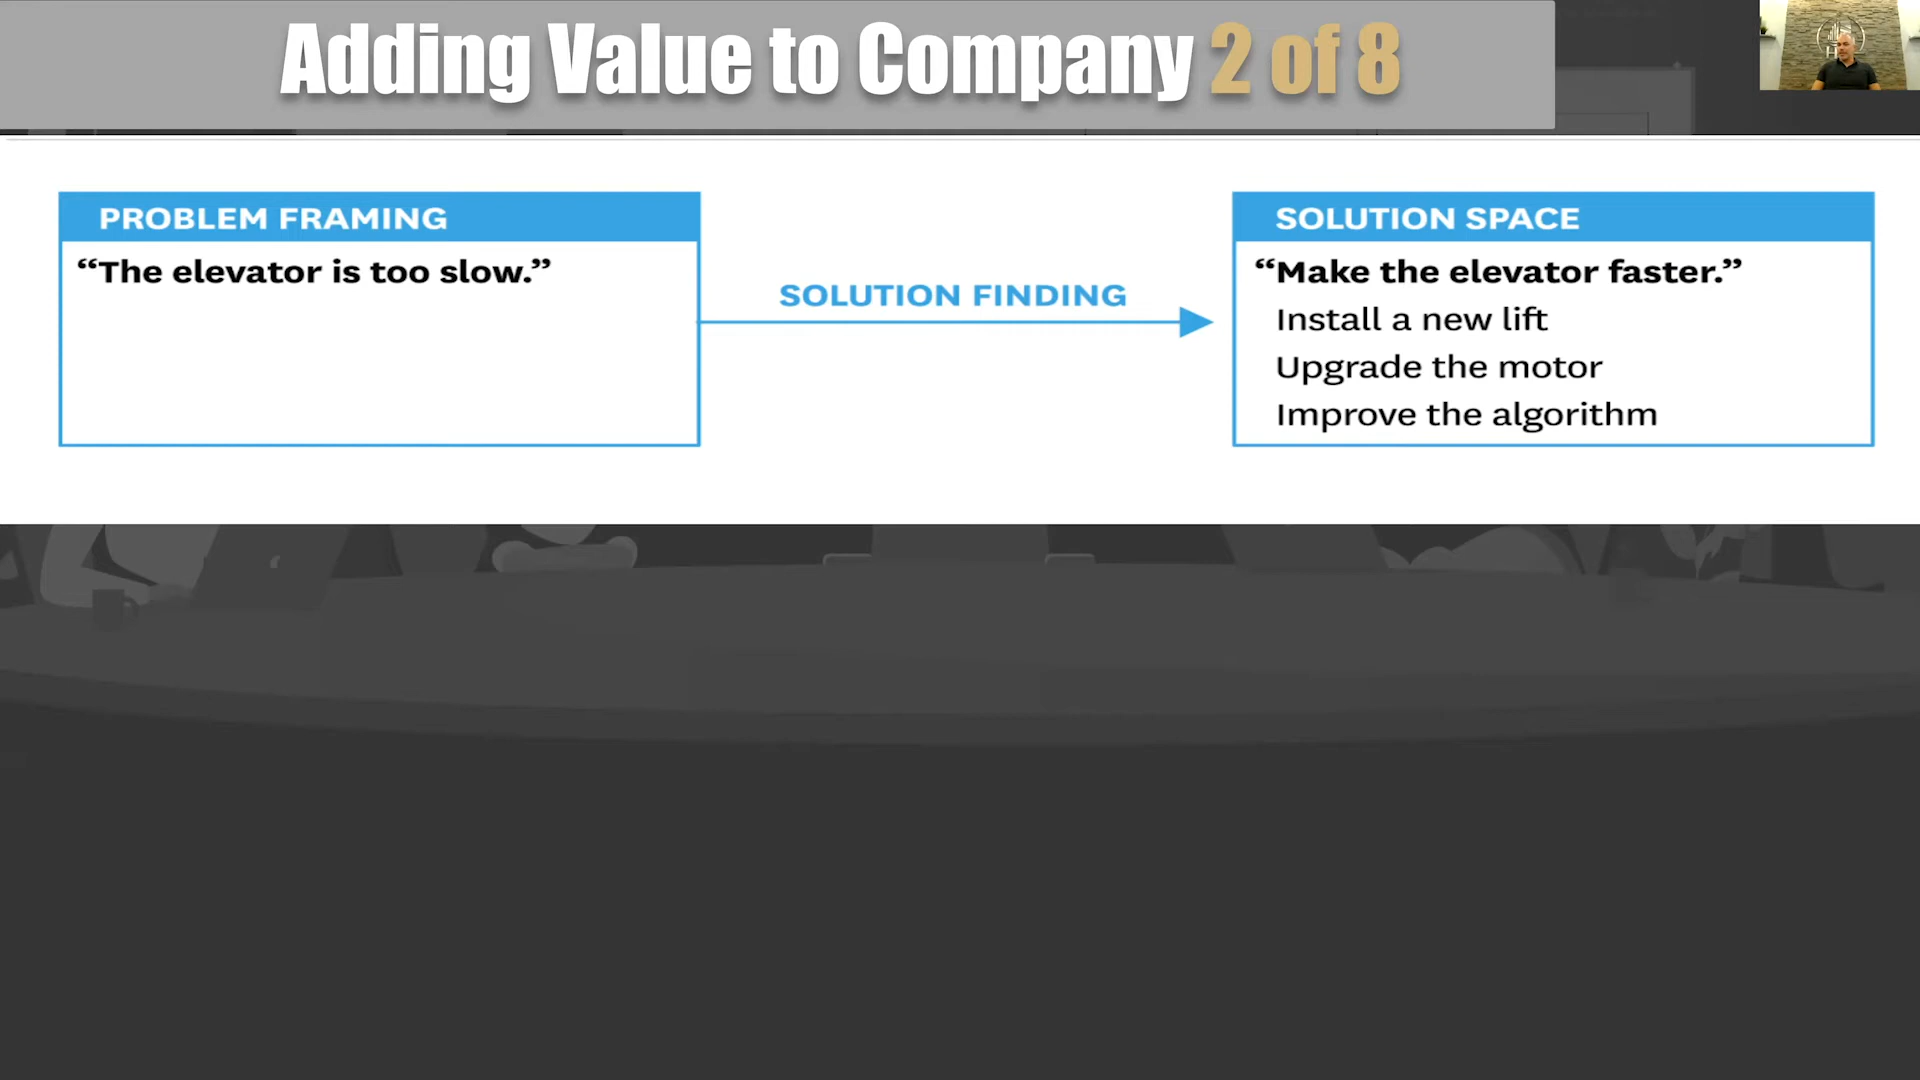 Adding Value to Company 2 of 8
PROBLEM FRAMING
“The elevator is too slow.”
SOLUTION FINDING
SOLUTION SPACE
“Make the elevator faster.”
Install a new lift
Upgrade the motor
Improve the algorithm